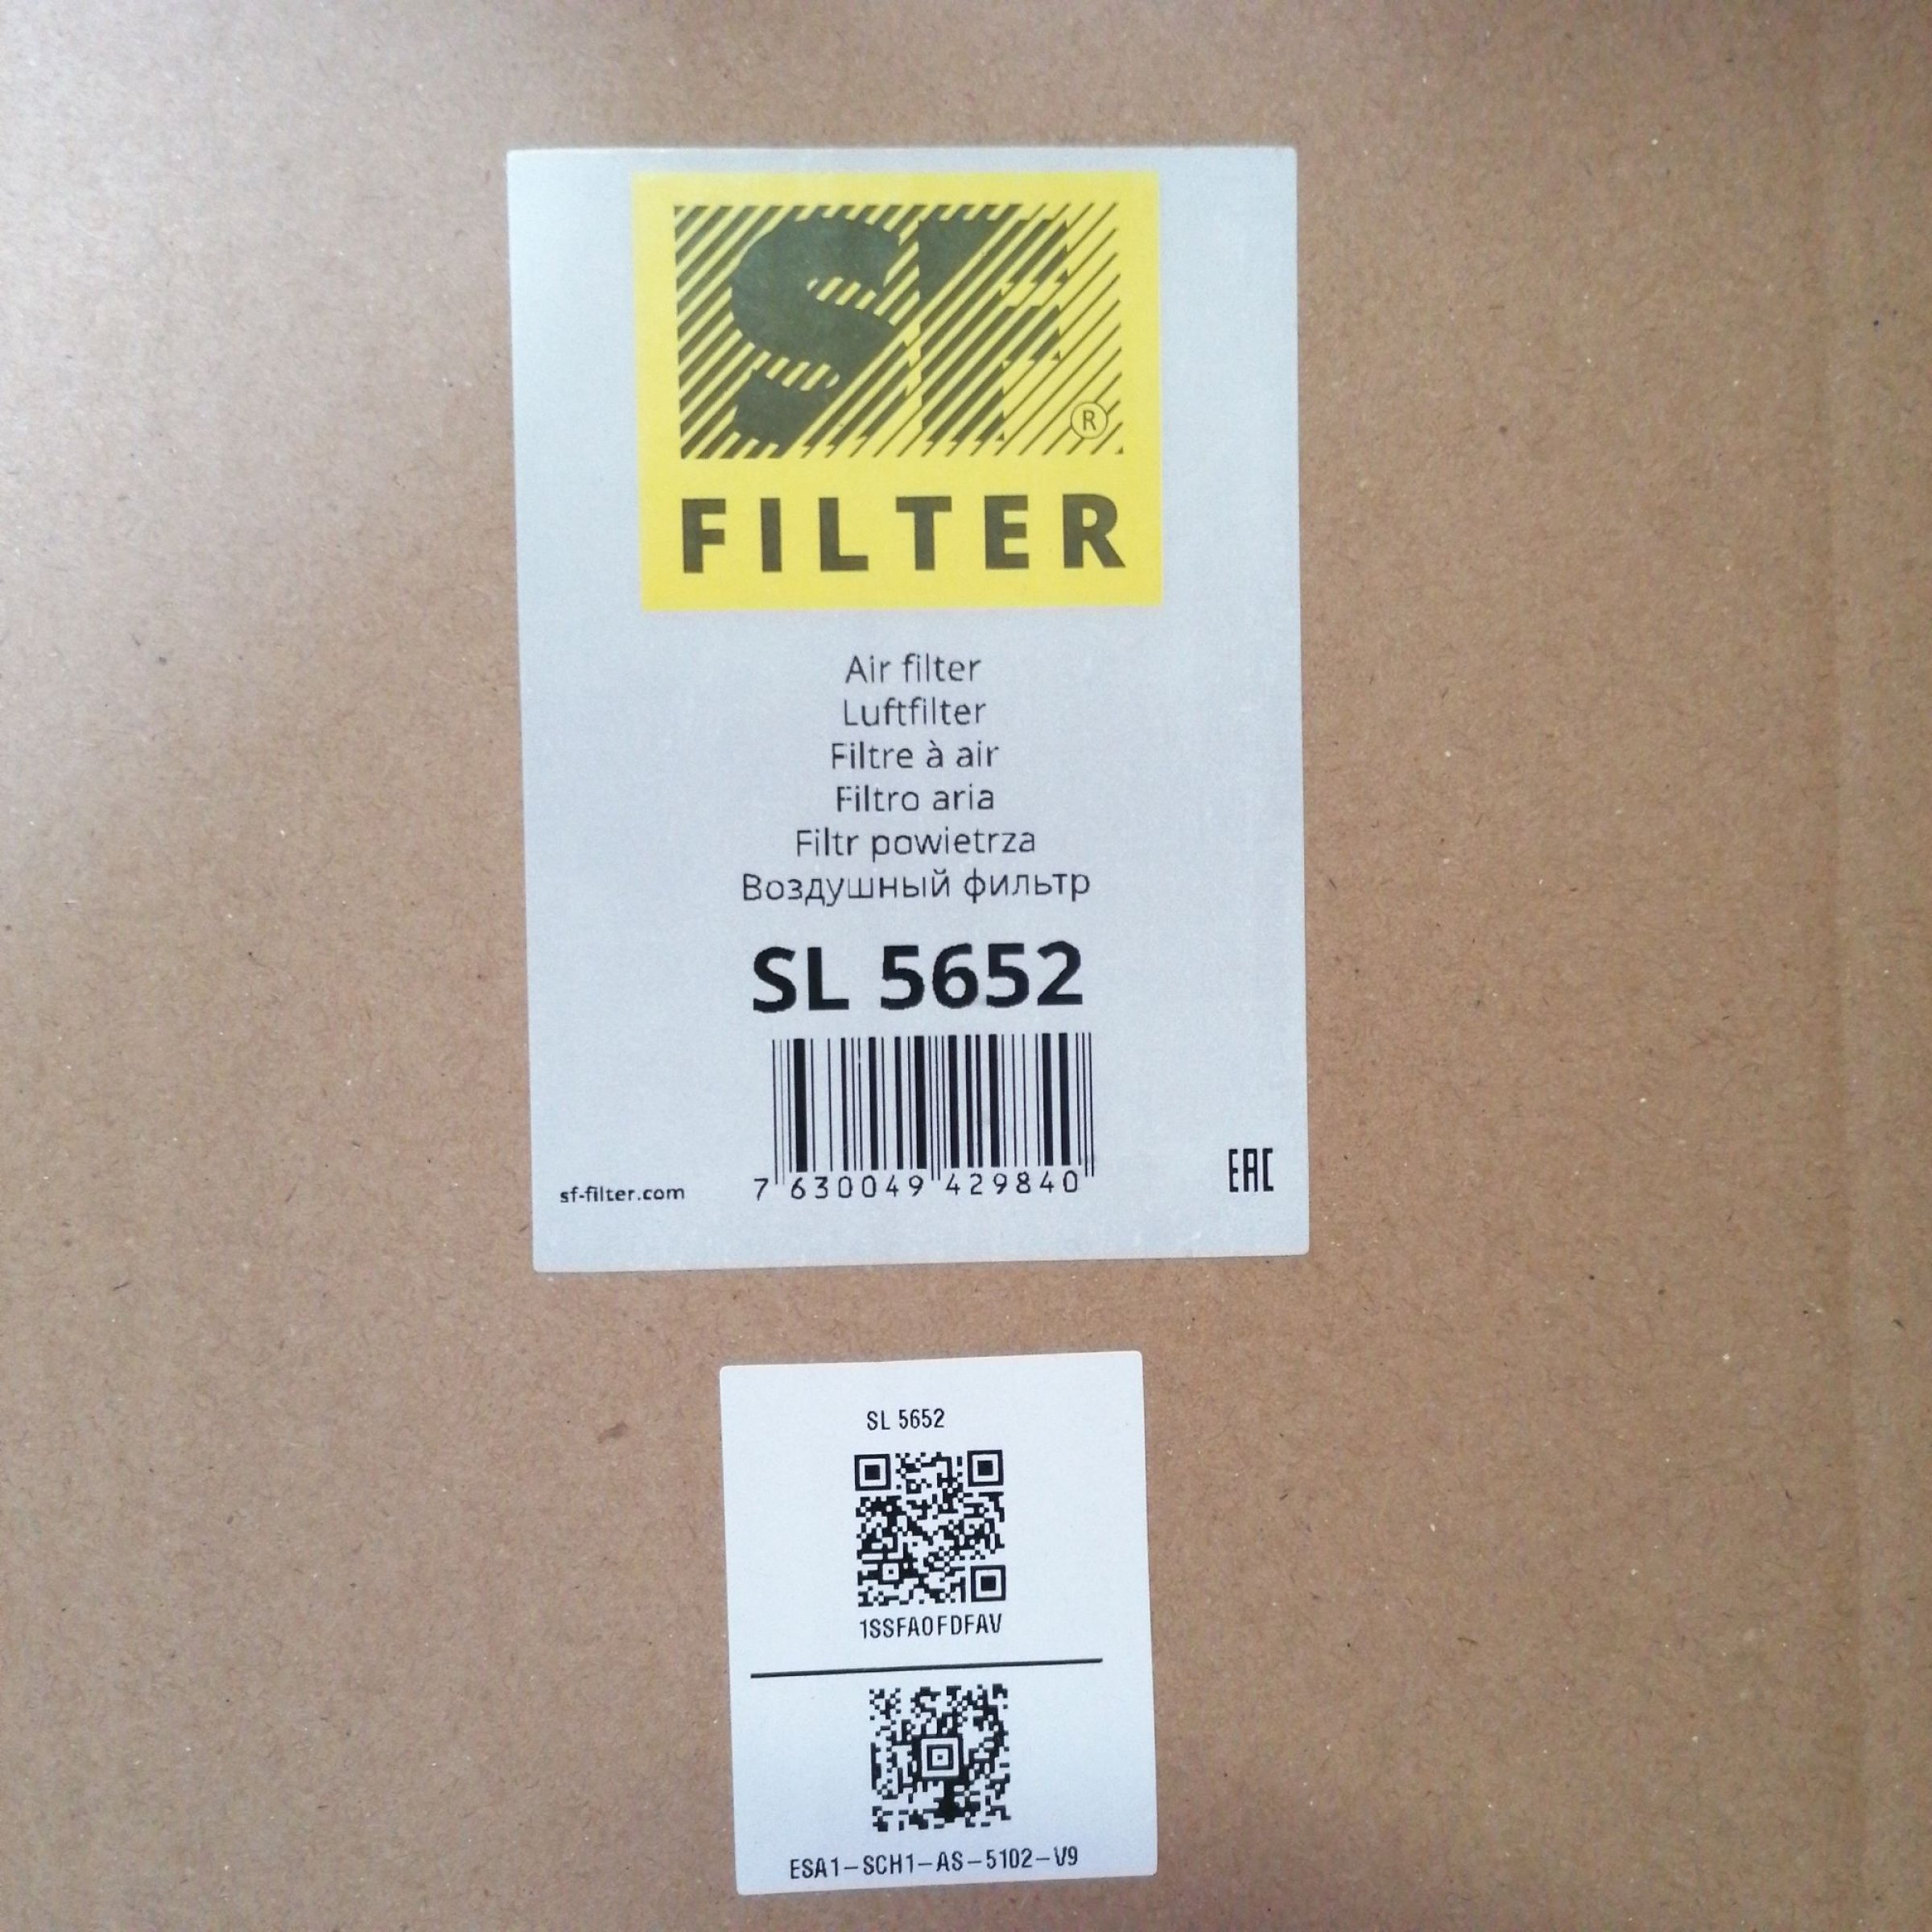 SF
®
FILTER
Air filter
Luftfilter
Filtre à air
Filtro aria
Filtr powietrza
Воздушный фильтр
SL 5652
7 630049 429840
sf-filter.com
EAC
SL 5652
1SSFA0FDFAV
ESA1-SCH1-AS-5102-V9